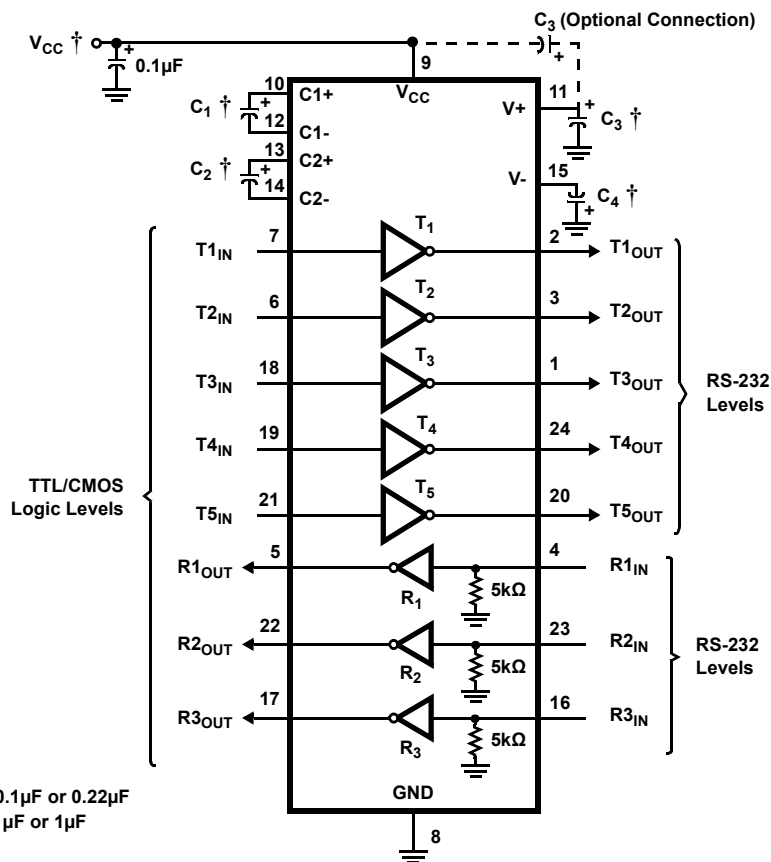 C3 (Optional Connection)
VCC †
+
0.1µF
9
+
10
C1+
VCC
11
V+
+
C3 †
C1 †
+
12
C1-
13
C2+
C2 †
+
14
C2-
15
V-
C4 †
+
T1IN
7
T1
2
T1OUT
T2IN
6
T2
3
T2OUT
T3IN
18
T3
1
T3OUT
RS-232
Levels
T4IN
19
T4
24
T4OUT
TTL/CMOS
Logic Levels
T5IN
21
T5
20
T5OUT
R1OUT
5
R1
5kΩ
4
R1IN
R2OUT
22
R2
5kΩ
23
R2IN
RS-232
Levels
R3OUT
17
R3
5kΩ
16
R3IN
0.1µF or 0.22µF
µF or 1µF
GND
8